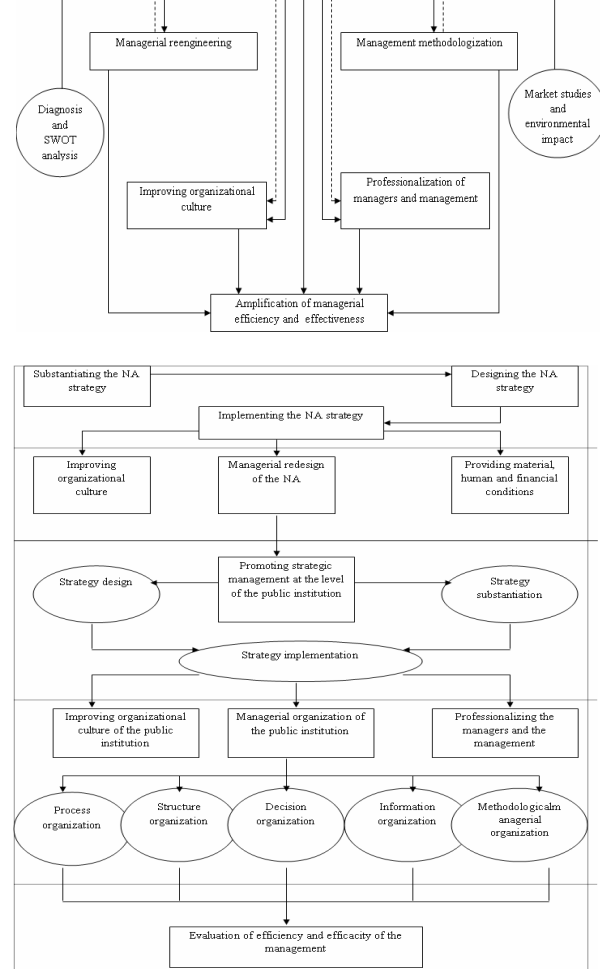 Managerial reengineering
Management methodologization
Diagnosis
and
SWOT
analysis
Market studies
and
environmental
impact
Improving organizational
culture
Professionalization of
managers and management
Amplification of managerial
efficiency and effectiveness
Substantiating the NA
strategy
Designing the NA
strategy
Implementing the NA strategy
Improving
organizational
culture
Managerial redesign
of the NA
Providing material,
human and financial
conditions
Promoting strategic
management at the level
of the public institution
Strategy design
Strategy
substantiation
Strategy implementation
Improving organizational
culture of the public
institution
Managerial organization of
the public institution
Professionalizing the
managers and the
management
Process
organization
Structure
organization
Decision
organization
Information
organization
Methodologicalm
anagerial
organization
Evaluation of efficiency and efficacity of the
management